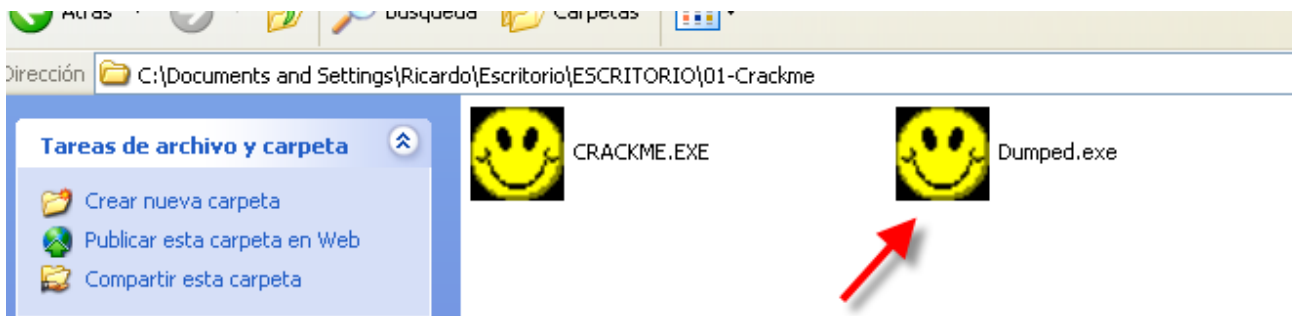 Atrás Búsqueda Carpetas
Dirección C:\Documents and Settings\Ricardo\Escritorio\ESCRITORIO\01-Crackme
Tareas de archivo y carpeta
CRACKME.EXE
Dumped.exe
Crear nueva carpeta
Publicar esta carpeta en Web
Compartir esta carpeta